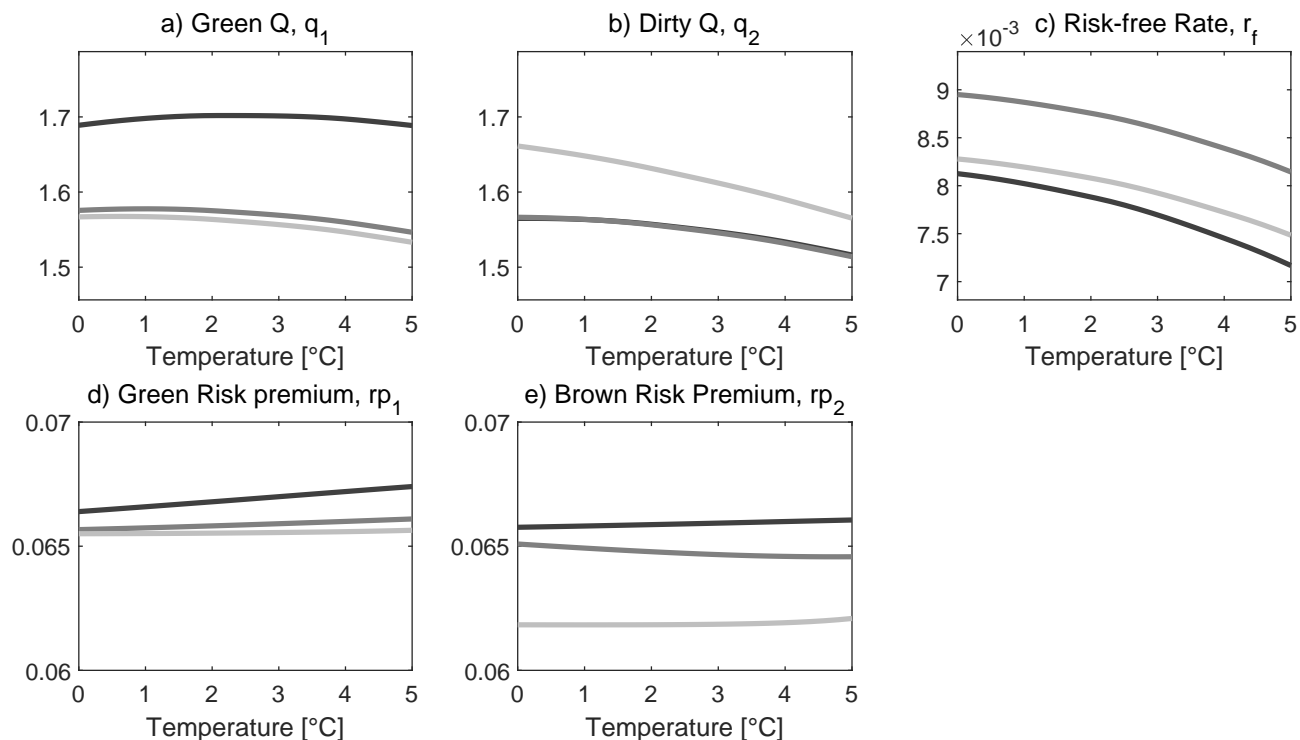 a) Green Q, q1
b) Dirty Q, q2
c) Risk-free Rate, rf
×10-3
1.7
1.6
1.5
0 1 2 3 4 5
Temperature [°C]
1.7
1.6
1.5
0 1 2 3 4 5
Temperature [°C]
9
8.5
8
7.5
7
0 1 2 3 4 5
Temperature [°C]
d) Green Risk premium, rp1
0.07
0.065
0.06
0 1 2 3 4 5
Temperature [°C]
e) Brown Risk Premium, rp2
0.07
0.065
0.06
0 1 2 3 4 5
Temperature [°C]